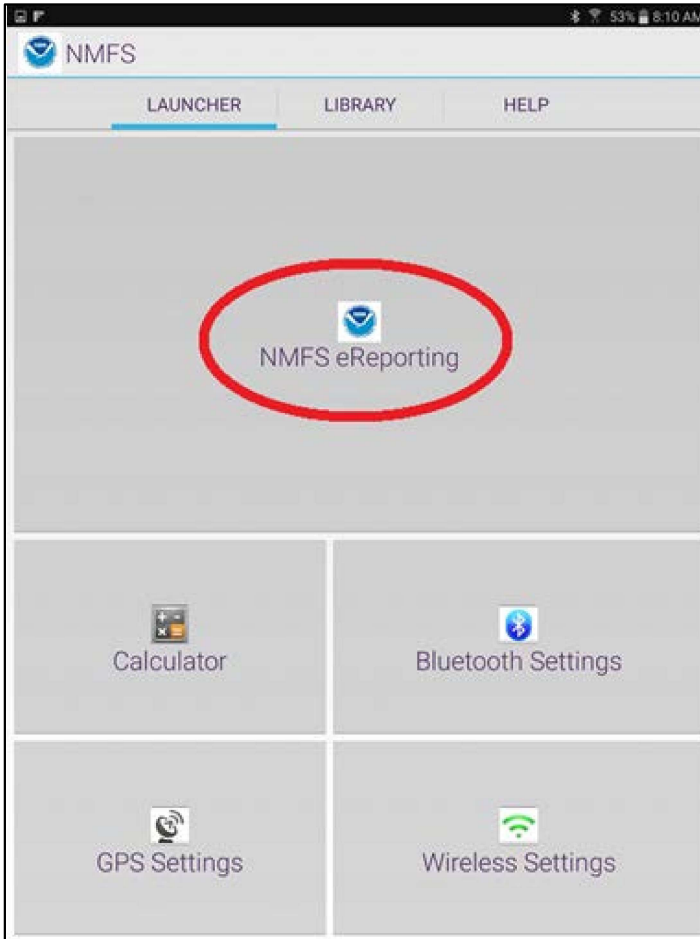 53% 8:10 AM
NMFS
LAUNCHER LIBRARY HELP
NMFS eReporting
Calculator Bluetooth Settings
GPS Settings Wireless Settings